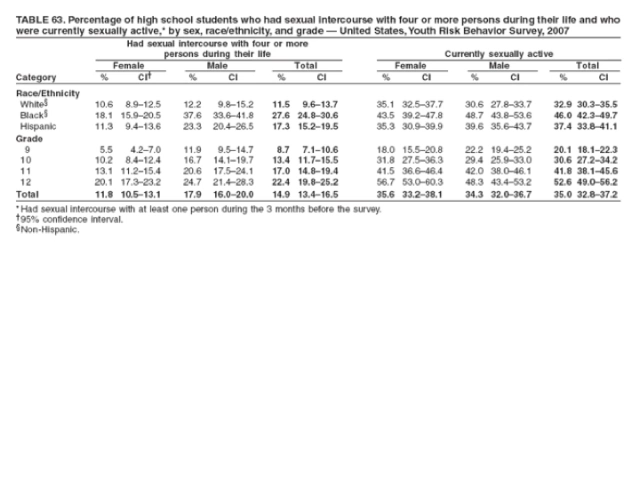 TABLE 63. Percentage of high school students who had sexual intercourse with four or more persons during their life and who
were currently sexually active,* by sex, race/ethnicity, and grade — United States, Youth Risk Behavior Survey, 2007
Had sexual intercourse with four or more
persons during their life Currently sexually active
Female Male Total Female Male Total
Category % CI† % CI % CI % CI % CI % CI
Race/Ethnicity
White§ 10.6 8.9–12.5 12.2 9.8–15.2 11.5 9.6–13.7 35.1 32.5–37.7 30.6 27.8–33.7 32.9 30.3–35.5
Black§ 18.1 15.9–20.5 37.6 33.6–41.8 27.6 24.8–30.6 43.5 39.2–47.8 48.7 43.8–53.6 46.0 42.3–49.7
Hispanic 11.3 9.4–13.6 23.3 20.4–26.5 17.3 15.2–19.5 35.3 30.9–39.9 39.6 35.6–43.7 37.4 33.8–41.1
Grade
9 5.5 4.2–7.0 11.9 9.5–14.7 8.7 7.1–10.6 18.0 15.5–20.8 22.2 19.4–25.2 20.1 18.1–22.3
10 10.2 8.4–12.4 16.7 14.1–19.7 13.4 11.7–15.5 31.8 27.5–36.3 29.4 25.9–33.0 30.6 27.2–34.2
11 13.1 11.2–15.4 20.6 17.5–24.1 17.0 14.8–19.4 41.5 36.6–46.4 42.0 38.0–46.1 41.8 38.1–45.6
12 20.1 17.3–23.2 24.7 21.4–28.3 22.4 19.8–25.2 56.7 53.0–60.3 48.3 43.4–53.2 52.6 49.0–56.2
Total 11.8 10.5–13.1 17.9 16.0–20.0 14.9 13.4–16.5 35.6 33.2–38.1 34.3 32.0–36.7 35.0 32.8–37.2
*Had sexual intercourse with at least one person during the 3 months before the survey.
†95% confidence interval.
§Non-Hispanic.